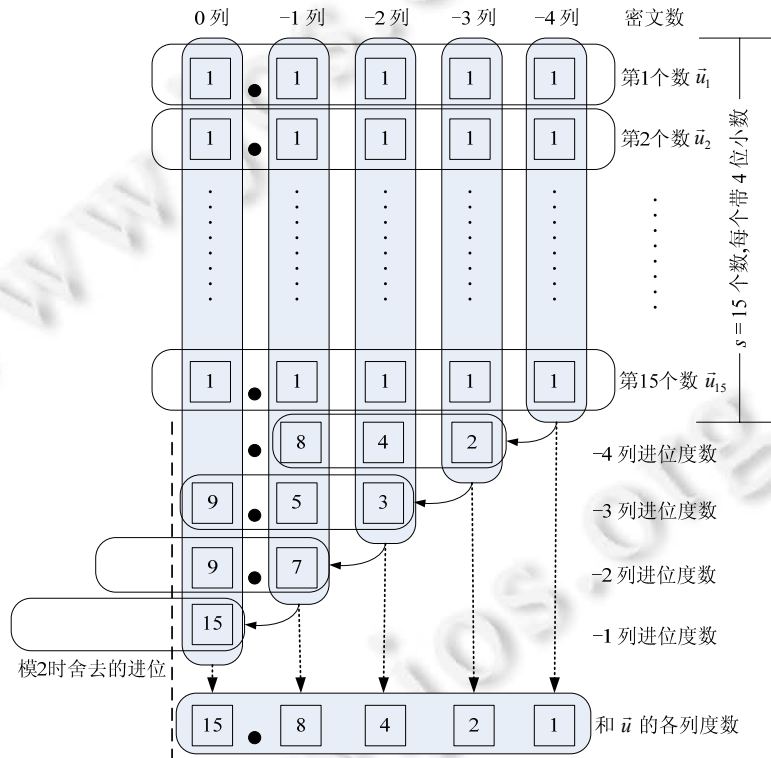 0 列 −1 列 −2 列 −3 列 −4 列 密文数
1 . 1 1 1 1 第1个数 u⃗₁
1 . 1 1 1 1 第2个数 u⃗₂
s = 15 个数,每个带 4 位小数
1 . 1 1 1 1 第15个数 u⃗₁₅
. 8 4 2 −4 列进位度数
9 . 5 3 −3 列进位度数
9 . 7 −2 列进位度数
15 −1 列进位度数
模2时舍去的进位
15 . 8 4 2 1 和 u⃗ 的各列度数